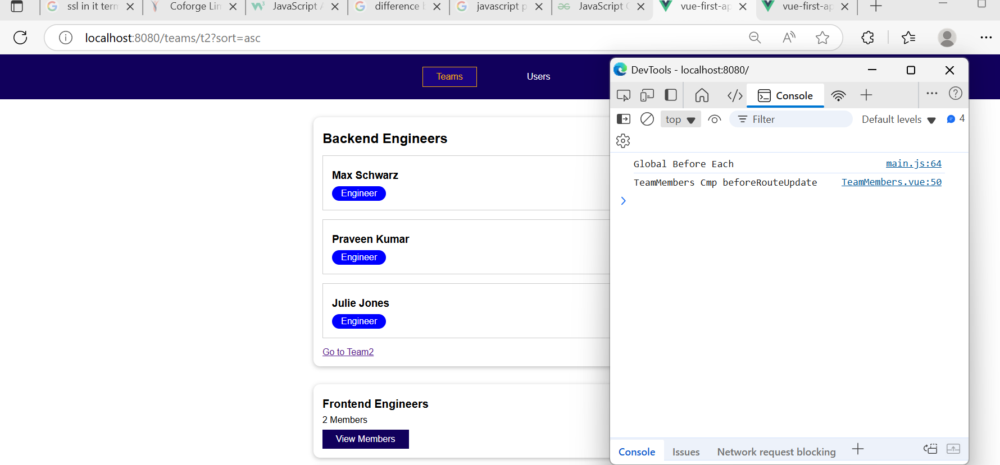 ssl in it term
Coforge Lim
JavaScript A
difference b
javascript p
JavaScript
vue-first-ap
vue-first-ap
localhost:8080/teams/t2?sort=asc
Teams
Users
Backend Engineers
Max Schwarz
Engineer
Praveen Kumar
Engineer
Julie Jones
Engineer
Go to Team2
Frontend Engineers
2 Members
View Members
DevTools - localhost:8080/
Console
top
Filter
Default levels
4
Global Before Each main.js:64
TeamMembers Cmp beforeRouteUpdate TeamMembers.vue:50
Console
Issues
Network request blocking